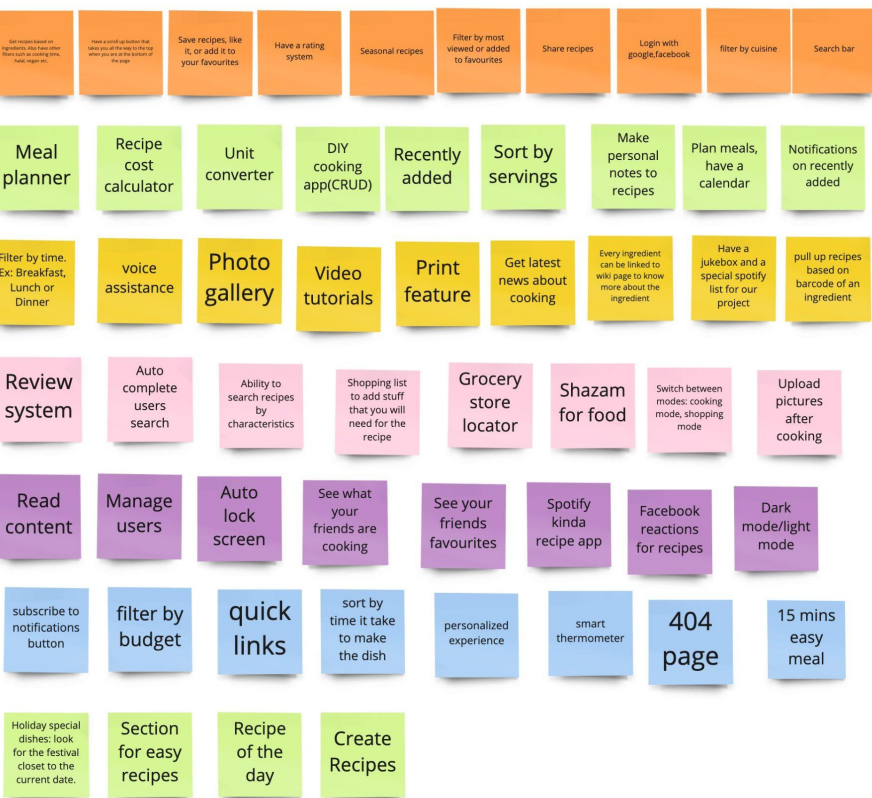 Get recipes based on
ingredients. Also have other
filters such as cooking time,
halal, vegan etc.
Have a scroll up button that
takes you all the way to the top
when you are at the bottom of
the page
Save recipes, like
it, or add it to
your favourites
Have a rating
system
Seasonal recipes
Filter by most
viewed or added
to favourites
Share recipes
Login with
google,facebook
filter by cuisine
Search bar
Meal
planner
Recipe
cost
calculator
Unit
converter
DIY
cooking
app(CRUD)
Recently
added
Sort by
servings
Make
personal
notes to
recipes
Plan meals,
have a
calendar
Notifications
on recently
added
Filter by time.
Ex: Breakfast,
Lunch or
Dinner
voice
assistance
Photo
gallery
Video
tutorials
Print
feature
Get latest
news about
cooking
Every ingredient
can be linked to
wiki page to know
more about the
ingredient
Have a
jukebox and a
special spotify
list for our
project
pull up recipes
based on
barcode of an
ingredient
Review
system
Auto
complete
users
search
Ability to
search recipes
by
characteristics
Shopping list
to add stuff
that you will
need for the
recipe
Grocery
store
locator
Shazam
for food
Switch between
modes: cooking
mode, shopping
mode
Upload
pictures
after
cooking
Read
content
Manage
users
Auto
lock
screen
See what
your
friends are
cooking
See your
friends
favourites
Spotify
kinda
recipe app
Facebook
reactions
for recipes
Dark
mode/light
mode
subscribe to
notifications
button
filter by
budget
quick
links
sort by
time it take
to make
the dish
personalized
experience
smart
thermometer
404
page
15 mins
easy
meal
Holiday special
dishes: look
for the festival
closet to the
current date.
Section
for easy
recipes
Recipe
of the
day
Create
Recipes